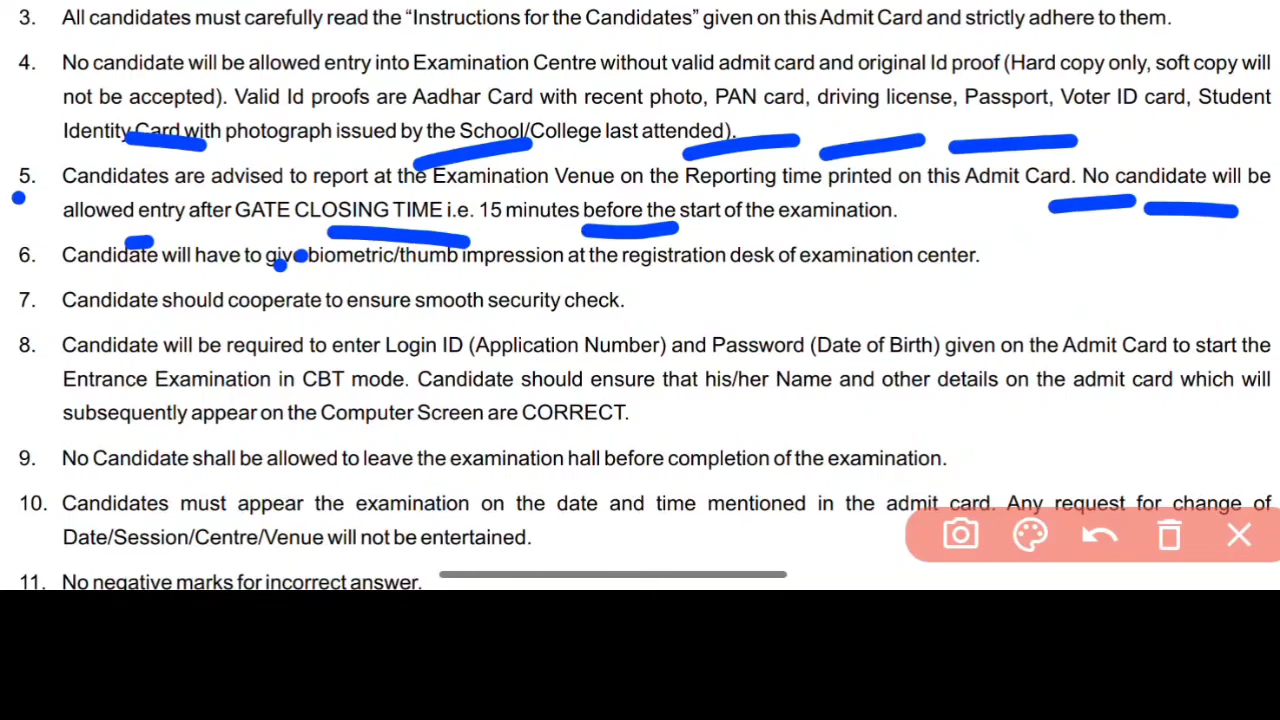 3. All candidates must carefully read the “Instructions for the Candidates” given on this Admit Card and strictly adhere to them.
4. No candidate will be allowed entry into Examination Centre without valid admit card and original Id proof (Hard copy only, soft copy will
not be accepted). Valid Id proofs are Aadhar Card with recent photo, PAN card, driving license, Passport, Voter ID card, Student
Identity Card with photograph issued by the School/College last attended).
5. Candidates are advised to report at the Examination Venue on the Reporting time printed on this Admit Card. No candidate will be
allowed entry after GATE CLOSING TIME i.e. 15 minutes before the start of the examination.
6. Candidate will have to give biometric/thumb impression at the registration desk of examination center.
7. Candidate should cooperate to ensure smooth security check.
8. Candidate will be required to enter Login ID (Application Number) and Password (Date of Birth) given on the Admit Card to start the
Entrance Examination in CBT mode. Candidate should ensure that his/her Name and other details on the admit card which will
subsequently appear on the Computer Screen are CORRECT.
9. No Candidate shall be allowed to leave the examination hall before completion of the examination.
10. Candidates must appear the examination on the date and time mentioned in the admit card. Any request for change of
Date/Session/Centre/Venue will not be entertained.
11. No negative marks for incorrect answer.